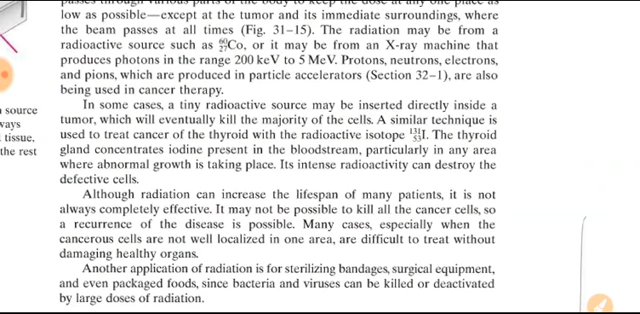 passes through various parts of the body to keep the dose at any one place as
low as possible—except at the tumor and its immediate surroundings, where
the beam passes at all times (Fig. 31–15). The radiation may be from a
radioactive source such as ⁶⁰₂₇Co, or it may be from an X-ray machine that
produces photons in the range 200 keV to 5 MeV. Protons, neutrons, electrons,
and pions, which are produced in particle accelerators (Section 32–1), are also
being used in cancer therapy.
In some cases, a tiny radioactive source may be inserted directly inside a
tumor, which will eventually kill the majority of the cells. A similar technique is
used to treat cancer of the thyroid with the radioactive isotope ¹³¹₅₃I. The thyroid
gland concentrates iodine present in the bloodstream, particularly in any area
where abnormal growth is taking place. Its intense radioactivity can destroy the
defective cells.
Although radiation can increase the lifespan of many patients, it is not
always completely effective. It may not be possible to kill all the cancer cells, so
a recurrence of the disease is possible. Many cases, especially when the
cancerous cells are not well localized in one area, are difficult to treat without
damaging healthy organs.
Another application of radiation is for sterilizing bandages, surgical equipment,
and even packaged foods, since bacteria and viruses can be killed or deactivated
by large doses of radiation.
source
ways
tissue,
the rest